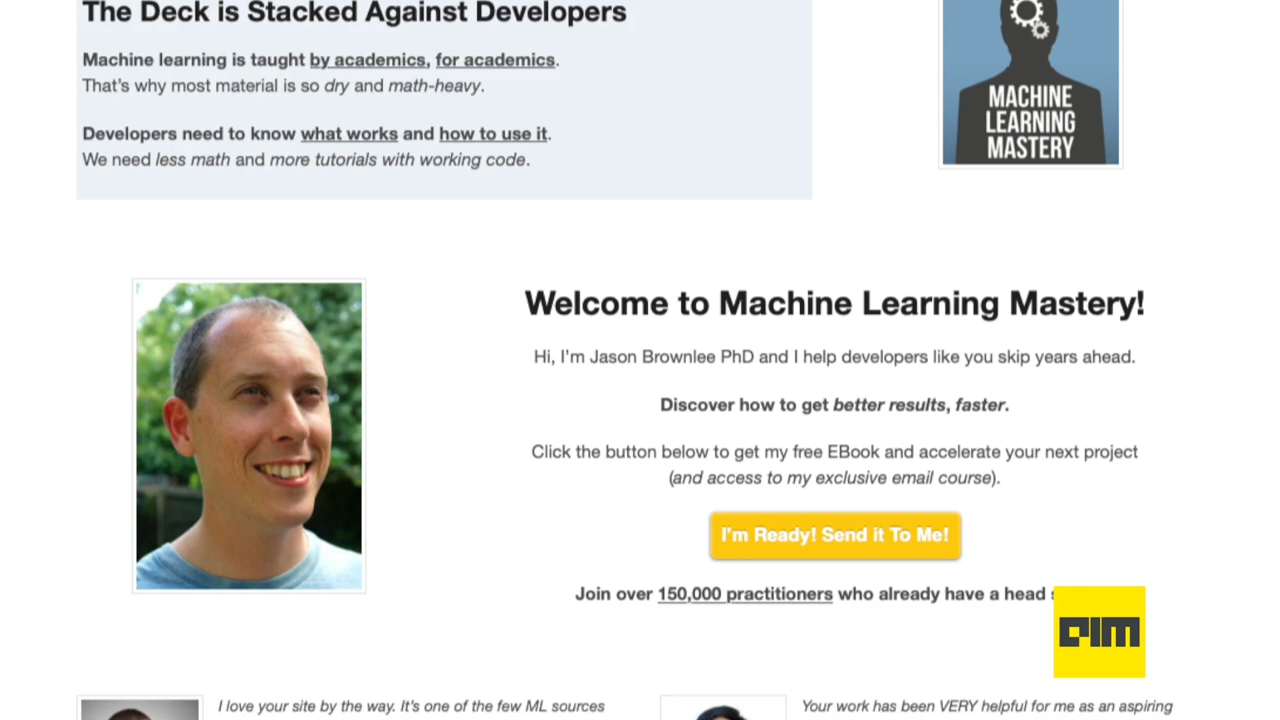 The Deck is Stacked Against Developers
Machine learning is taught by academics, for academics.
That's why most material is so dry and math-heavy.
Developers need to know what works and how to use it.
We need less math and more tutorials with working code.
MACHINE
LEARNING
MASTERY
Welcome to Machine Learning Mastery!
Hi, I'm Jason Brownlee PhD and I help developers like you skip years ahead.
Discover how to get better results, faster.
Click the button below to get my free EBook and accelerate your next project
(and access to my exclusive email course).
I'm Ready! Send it To Me!
Join over 150,000 practitioners who already have a head
AIM
I love your site by the way. It's one of the few ML sources
Your work has been VERY helpful for me as an aspiring